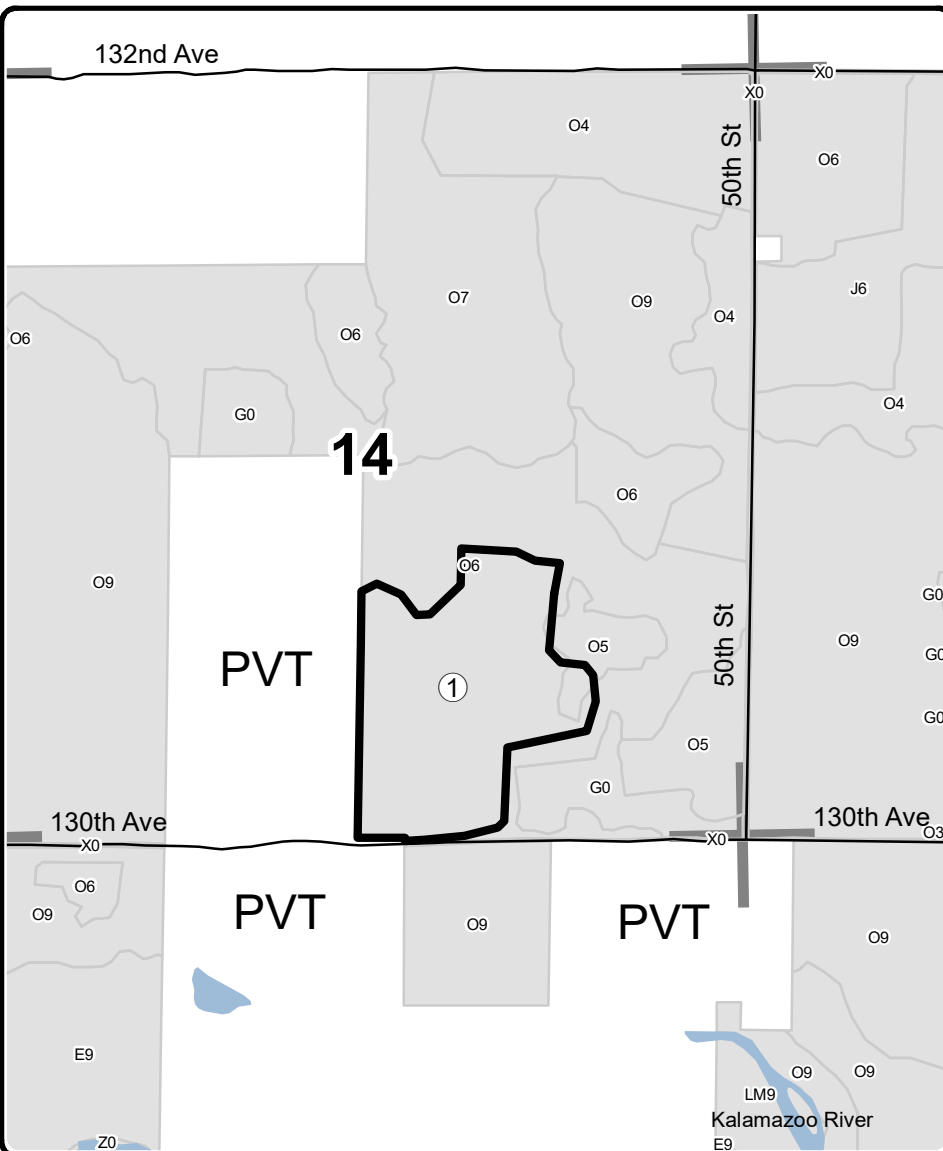 132nd Ave
X0
X0
O4
50th St
O6
J6
O7
O9
O4
O6
O6
G0
O4
14
O6
O6
O9
G0
PVT
50th St
O5
O9
G0
1
G0
O5
G0
130th Ave
130th Ave
X0
X0
O3
O6
O9
PVT
O9
PVT
O9
E9
O9
O9
LM9
Kalamazoo River
Z0
E9